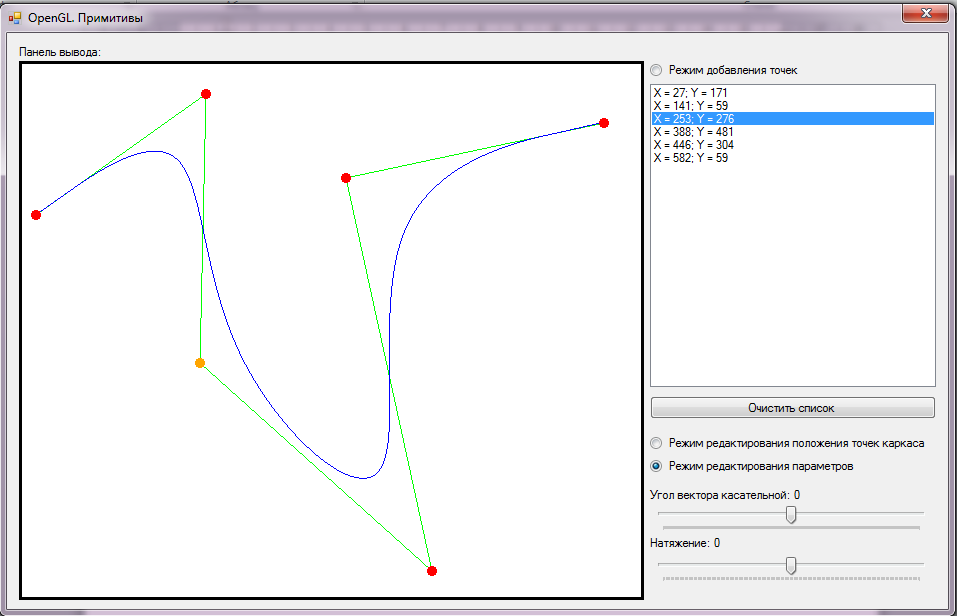 OpenGL. Примитивы
Панель вывода:
Режим добавления точек
X = 27; Y = 171
X = 141; Y = 59
X = 253; Y = 276
X = 388; Y = 481
X = 446; Y = 304
X = 582; Y = 59
Очистить список
Режим редактирования положения точек каркаса
Режим редактирования параметров
Угол вектора касательной: 0
Натяжение: 0